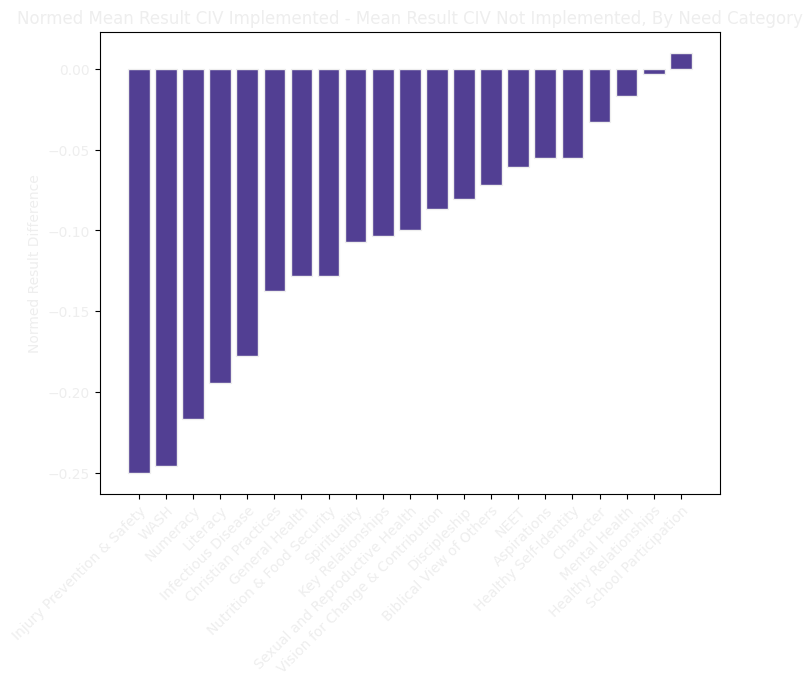 Normed Mean Result CIV Implemented - Mean Result CIV Not Implemented, By Need Category
Normed Result Difference
0.00
−0.05
−0.10
−0.15
−0.20
−0.25
Injury Prevention & Safety
WASH
Numeracy
Literacy
Infectious Disease
Christian Practices
General Health
Nutrition & Food Security
Spirituality
Key Relationships
Sexual and Reproductive Health
Vision for Change & Contribution
Discipleship
Biblical View of Others
NEET
Aspirations
Healthy Self-Identity
Character
Mental Health
Healthy Relationships
School Participation